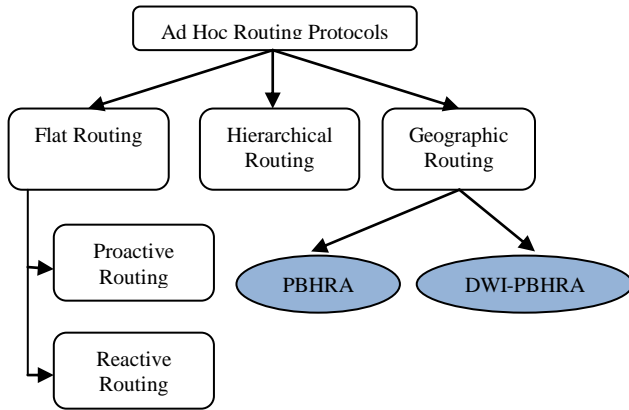 Ad Hoc Routing Protocols
Flat Routing
Hierarchical
Routing
Geographic
Routing
Proactive
Routing
PBHRA
DWI-PBHRA
Reactive
Routing